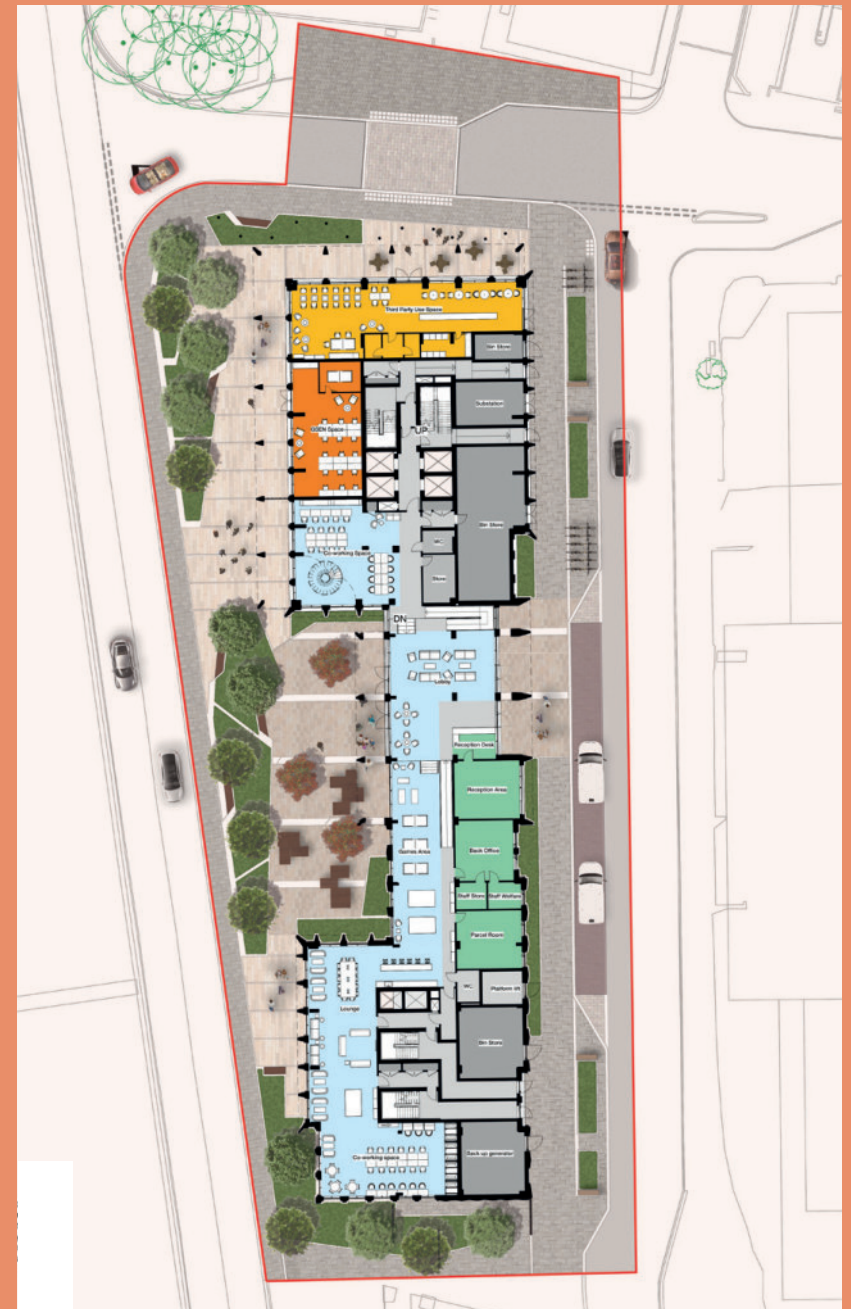 Third Party Use Space
Bin Store
Substation
EDEN Space
UP
Bin Store
Co-working Space
WC
Store
DN
Lobby
Reception Desk
Reception Area
Games Area
Back Office
Staff Store
Staff Welfare
Parcel Room
WC
Platform lift
Lounge
Bin Store
Co-working space
Back up generator